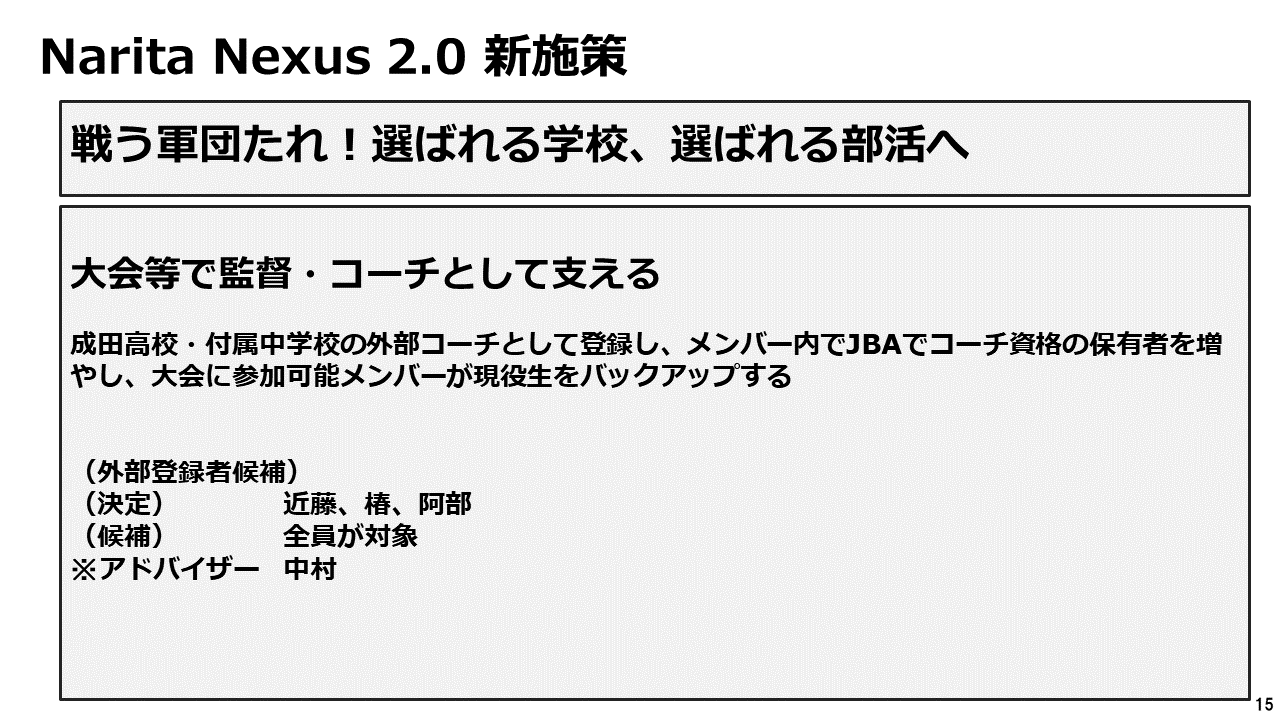 Narita Nexus 2.0 新施策
戦う軍団たれ！選ばれる学校、選ばれる部活へ
大会等で監督・コーチとして支える
成田高校・付属中学校の外部コーチとして登録し、メンバー内でJBAでコーチ資格の保有者を増
やし、大会に参加可能メンバーが現役生をバックアップする
（外部登録者候補）
（決定） 近藤、椿、阿部
（候補） 全員が対象
※アドバイザー 中村
15